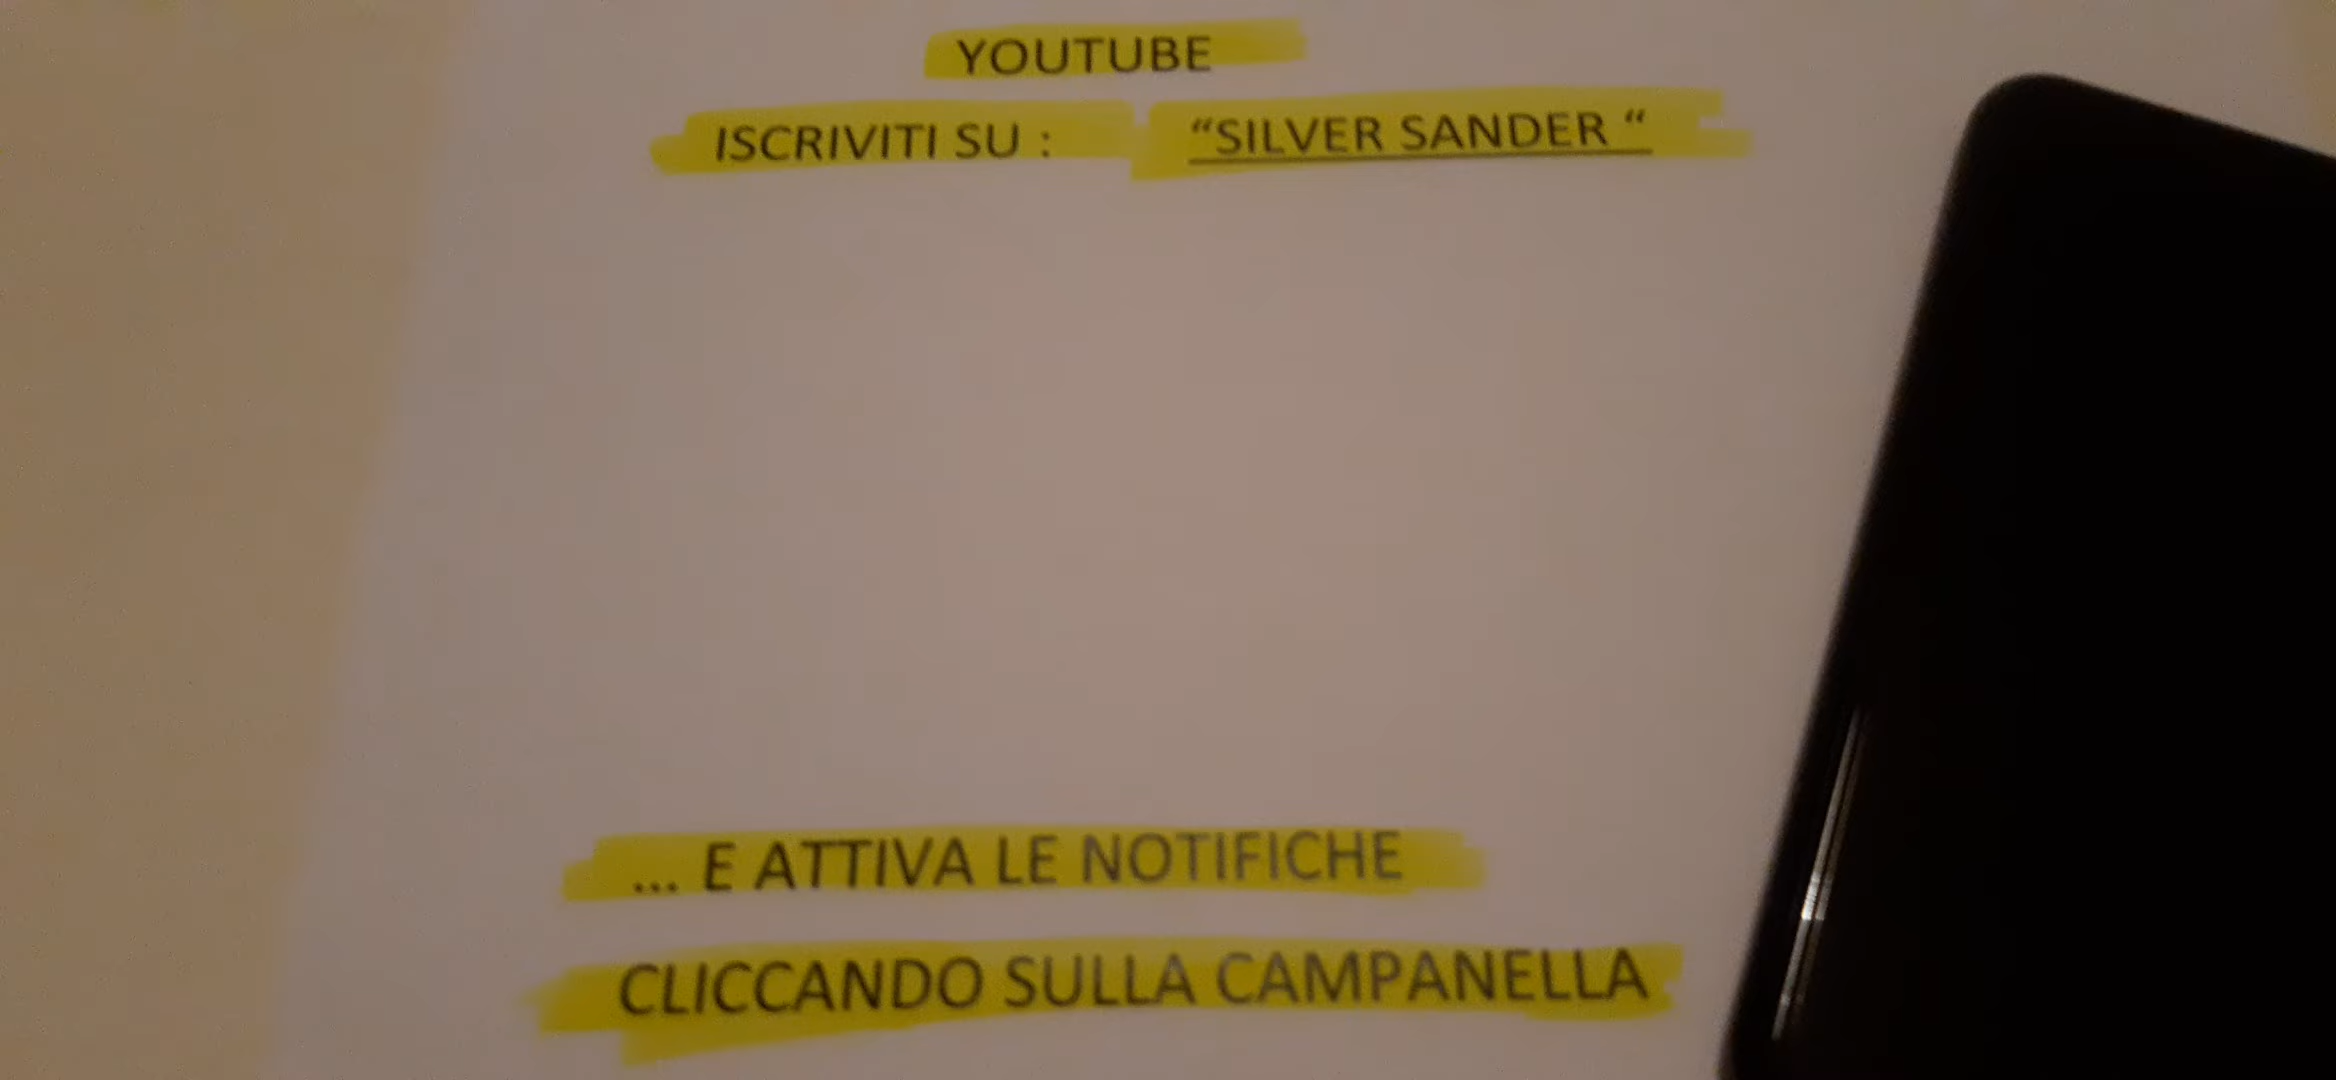 YOUTUBE
ISCRIVITI SU : “SILVER SANDER “
... E ATTIVA LE NOTIFICHE
CLICCANDO SULLA CAMPANELLA